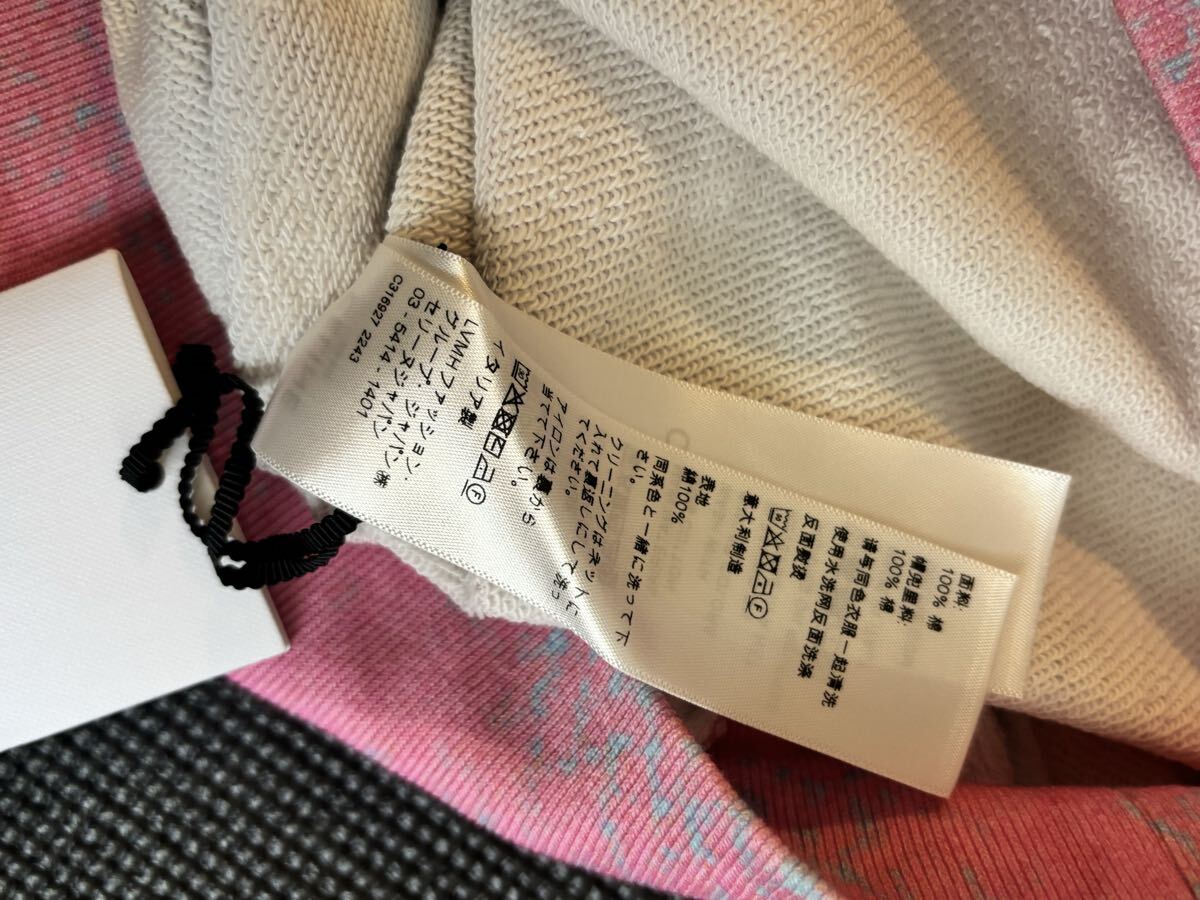 面料:
100% 棉
帽兜里料:
100% 棉
请与同色衣服一起清洗
使用水洗网反面洗涤
反面熨烫
意大利制造
表地
綿100%
同系色と一緒に洗って下
さい。
クリーニングはネットに
入れて裏返しにして洗っ
てください。
アイロンは裏から
当てて下さい。
イタリア製
LVMHファッション・
グループ・ジャパン㈱
セリーヌジャパン
03-5414-1401
C316927 2243